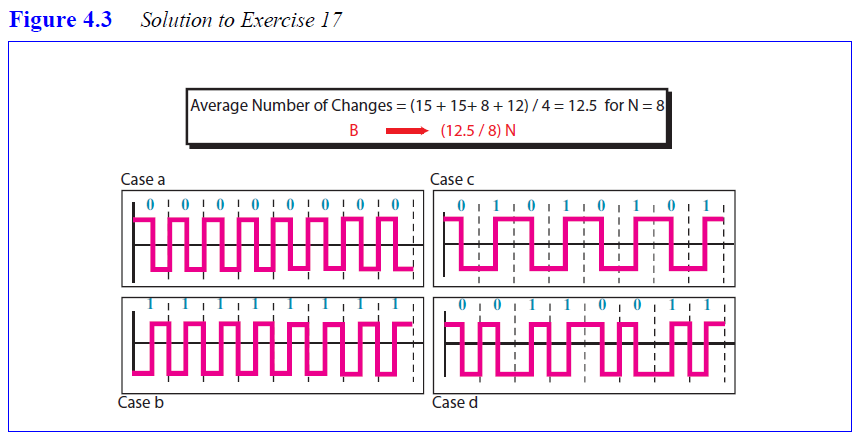 Figure 4.3 Solution to Exercise 17
Average Number of Changes = (15 + 15+ 8 + 12) / 4 = 12.5 for N = 8
B (12.5 / 8) N
Case a
0 0 0 0 0 0 0 0
Case c
0 1 0 1 0 1 0 1
1 1 1 1 1 1 1 1
Case b
0 0 1 1 0 0 1 1
Case d